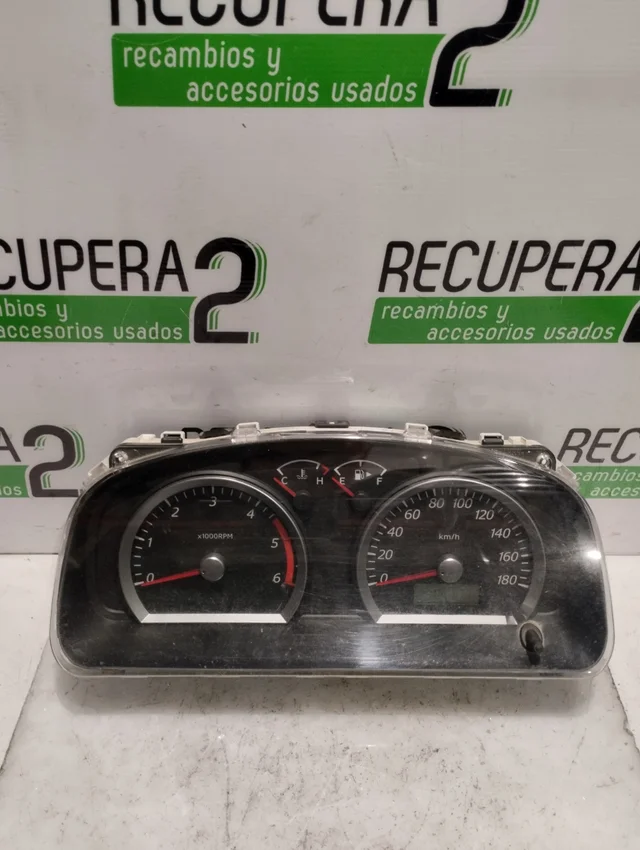 RECUPERA 2
recambios y
accesorios usados
RECUPERA 2
recambios y
accesorios usados
RECUPERA
recambios y
accesorios usados
RECUPERA
recambios y
accesorios usados
2
C H E F
0 1 2 3 4 5 6
x1000RPM
0 20 40 60 80 100 120 140 160 180
km/h